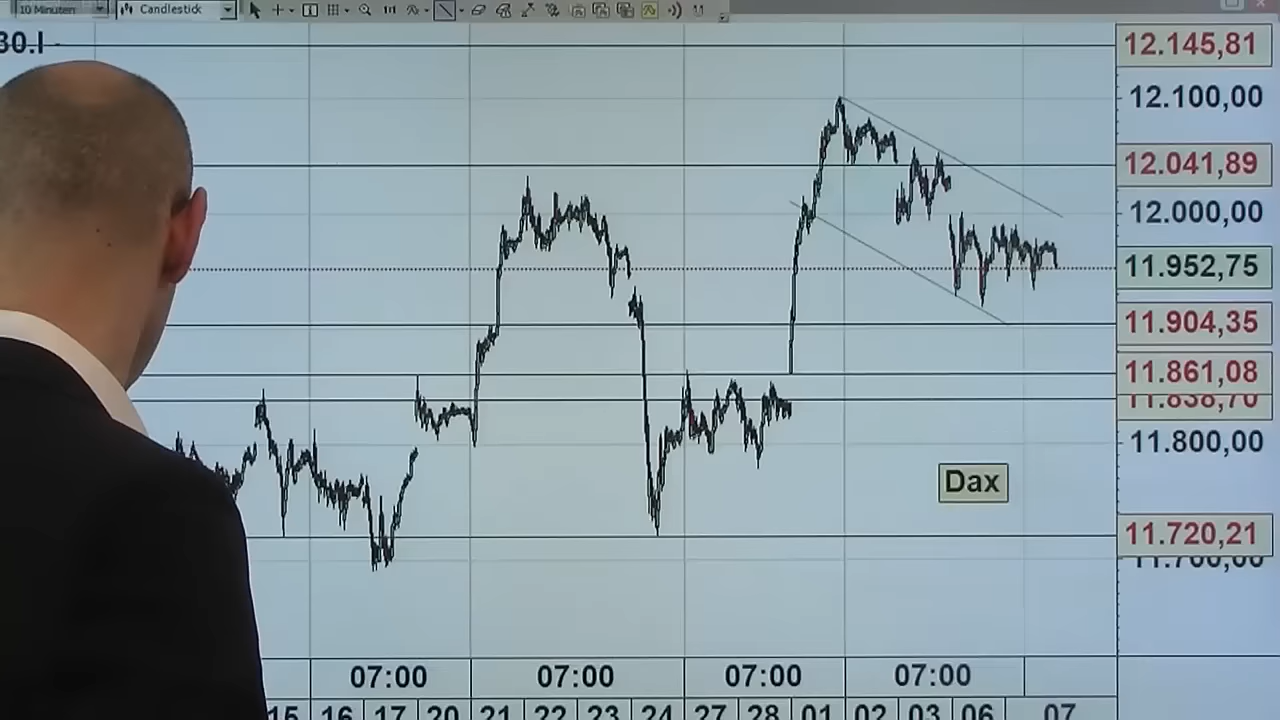 10 Minuten Candlestick
30.I
12.145,81
12.100,00
12.041,89
12.000,00
11.952,75
11.904,35
11.861,08
11.838,70
11.800,00
Dax
11.720,21
11.700,00
07:00 07:00 07:00 07:00
15 16 17 20 21 22 23 24 27 28 01 02 03 06 07